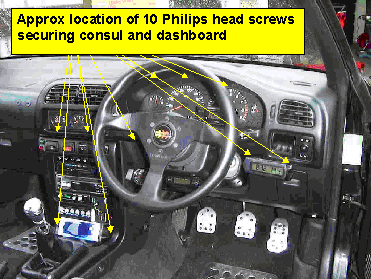 Approx location of 10 Philips head screws
securing consul and dashboard